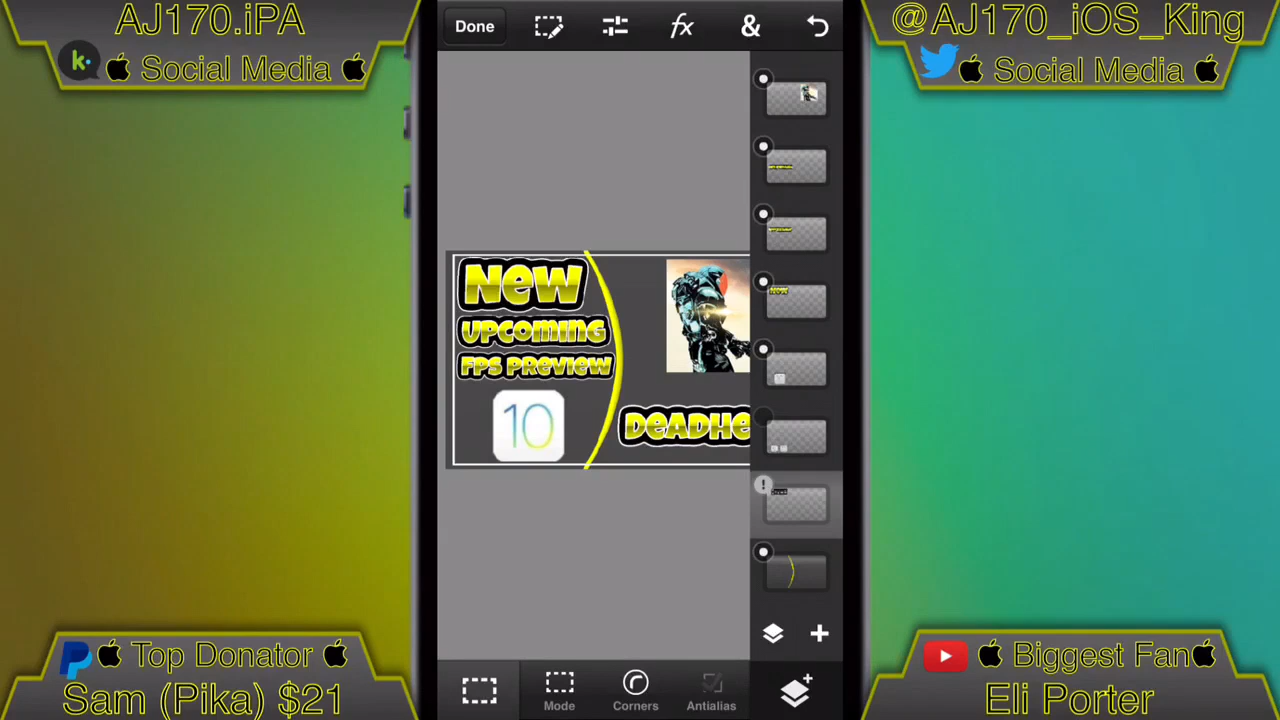 AJ170.iPA
k
Social Media
Done
fx
&
@AJ170_iOS_King
Social Media
New
Upcoming
FPS Preview
10
Deadhe
Top Donator
Sam (Pika) $21
Mode
Corners
Antialias
Biggest Fan
Eli Porter